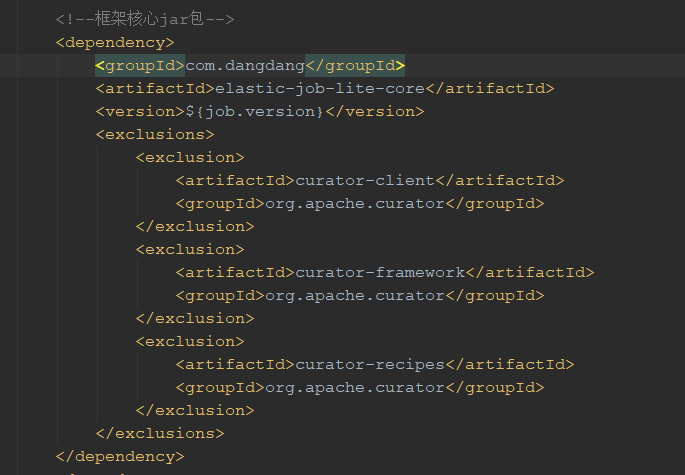 <!--框架核心jar包-->
<dependency>
<groupId>com.dangdang</groupId>
<artifactId>elastic-job-lite-core</artifactId>
<version>${job.version}</version>
<exclusions>
<exclusion>
<artifactId>curator-client</artifactId>
<groupId>org.apache.curator</groupId>
</exclusion>
<exclusion>
<artifactId>curator-framework</artifactId>
<groupId>org.apache.curator</groupId>
</exclusion>
<exclusion>
<artifactId>curator-recipes</artifactId>
<groupId>org.apache.curator</groupId>
</exclusion>
</exclusions>
</dependency>